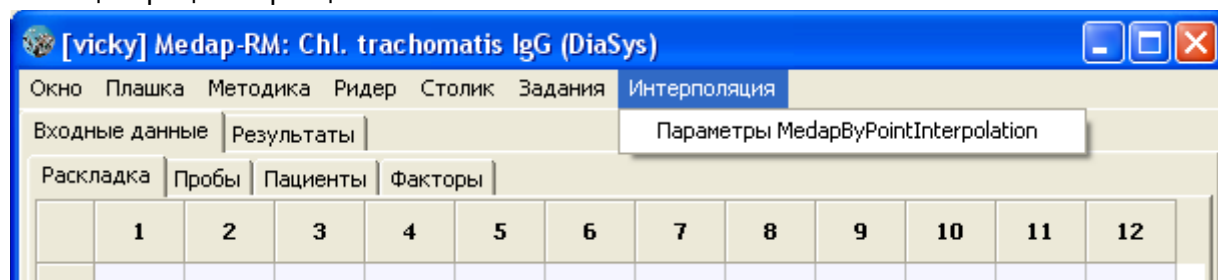 [vicky] Medap-RM: Chl. trachomatis IgG (DiaSys)
Окно Плашка Методика Ридер Столик Задания Интерполяция
Входные данные Результаты Параметры MedapByPointInterpolation
Раскладка Пробы Пациенты Факторы
1 2 3 4 5 6 7 8 9 10 11 12